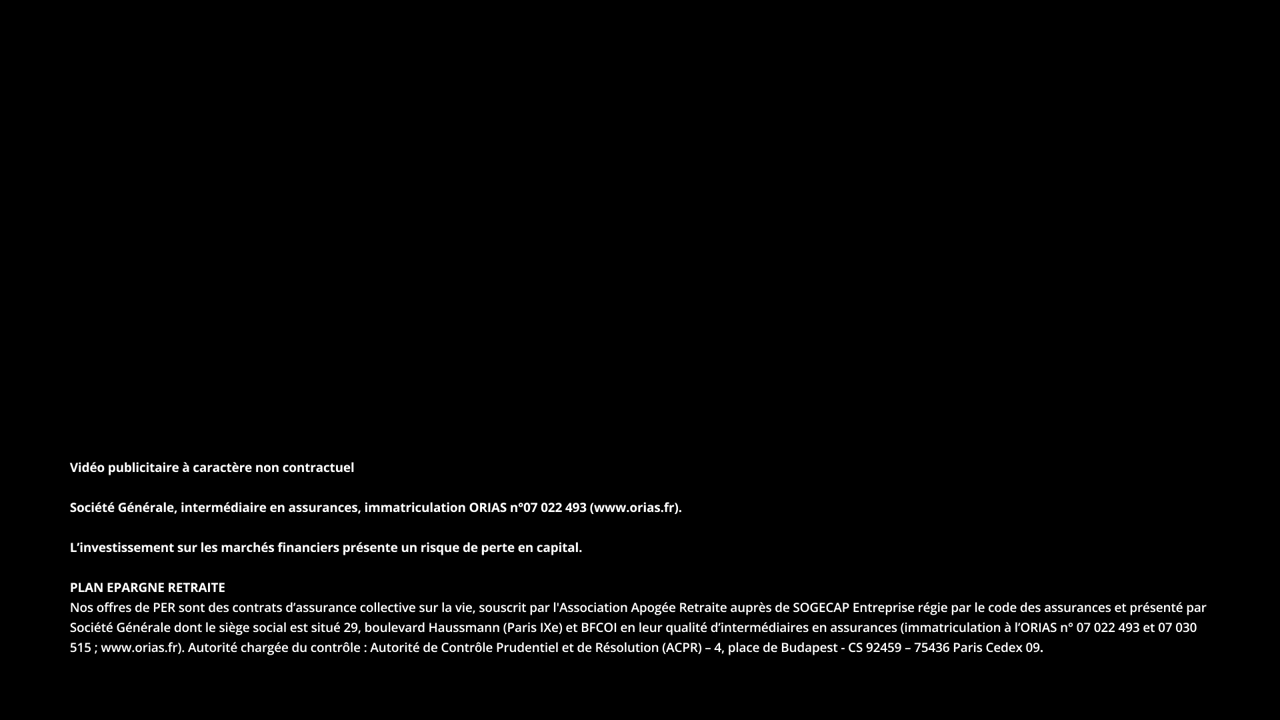 Vidéo publicitaire à caractère non contractuel
Société Générale, intermédiaire en assurances, immatriculation ORIAS n°07 022 493 (www.orias.fr).
L’investissement sur les marchés financiers présente un risque de perte en capital.
PLAN EPARGNE RETRAITE
Nos offres de PER sont des contrats d’assurance collective sur la vie, souscrit par l'Association Apogée Retraite auprès de SOGECAP Entreprise régie par le code des assurances et présenté par
Société Générale dont le siège social est situé 29, boulevard Haussmann (Paris IXe) et BFCOI en leur qualité d’intermédiaires en assurances (immatriculation à l’ORIAS n° 07 022 493 et 07 030
515 ; www.orias.fr). Autorité chargée du contrôle : Autorité de Contrôle Prudentiel et de Résolution (ACPR) – 4, place de Budapest - CS 92459 – 75436 Paris Cedex 09.